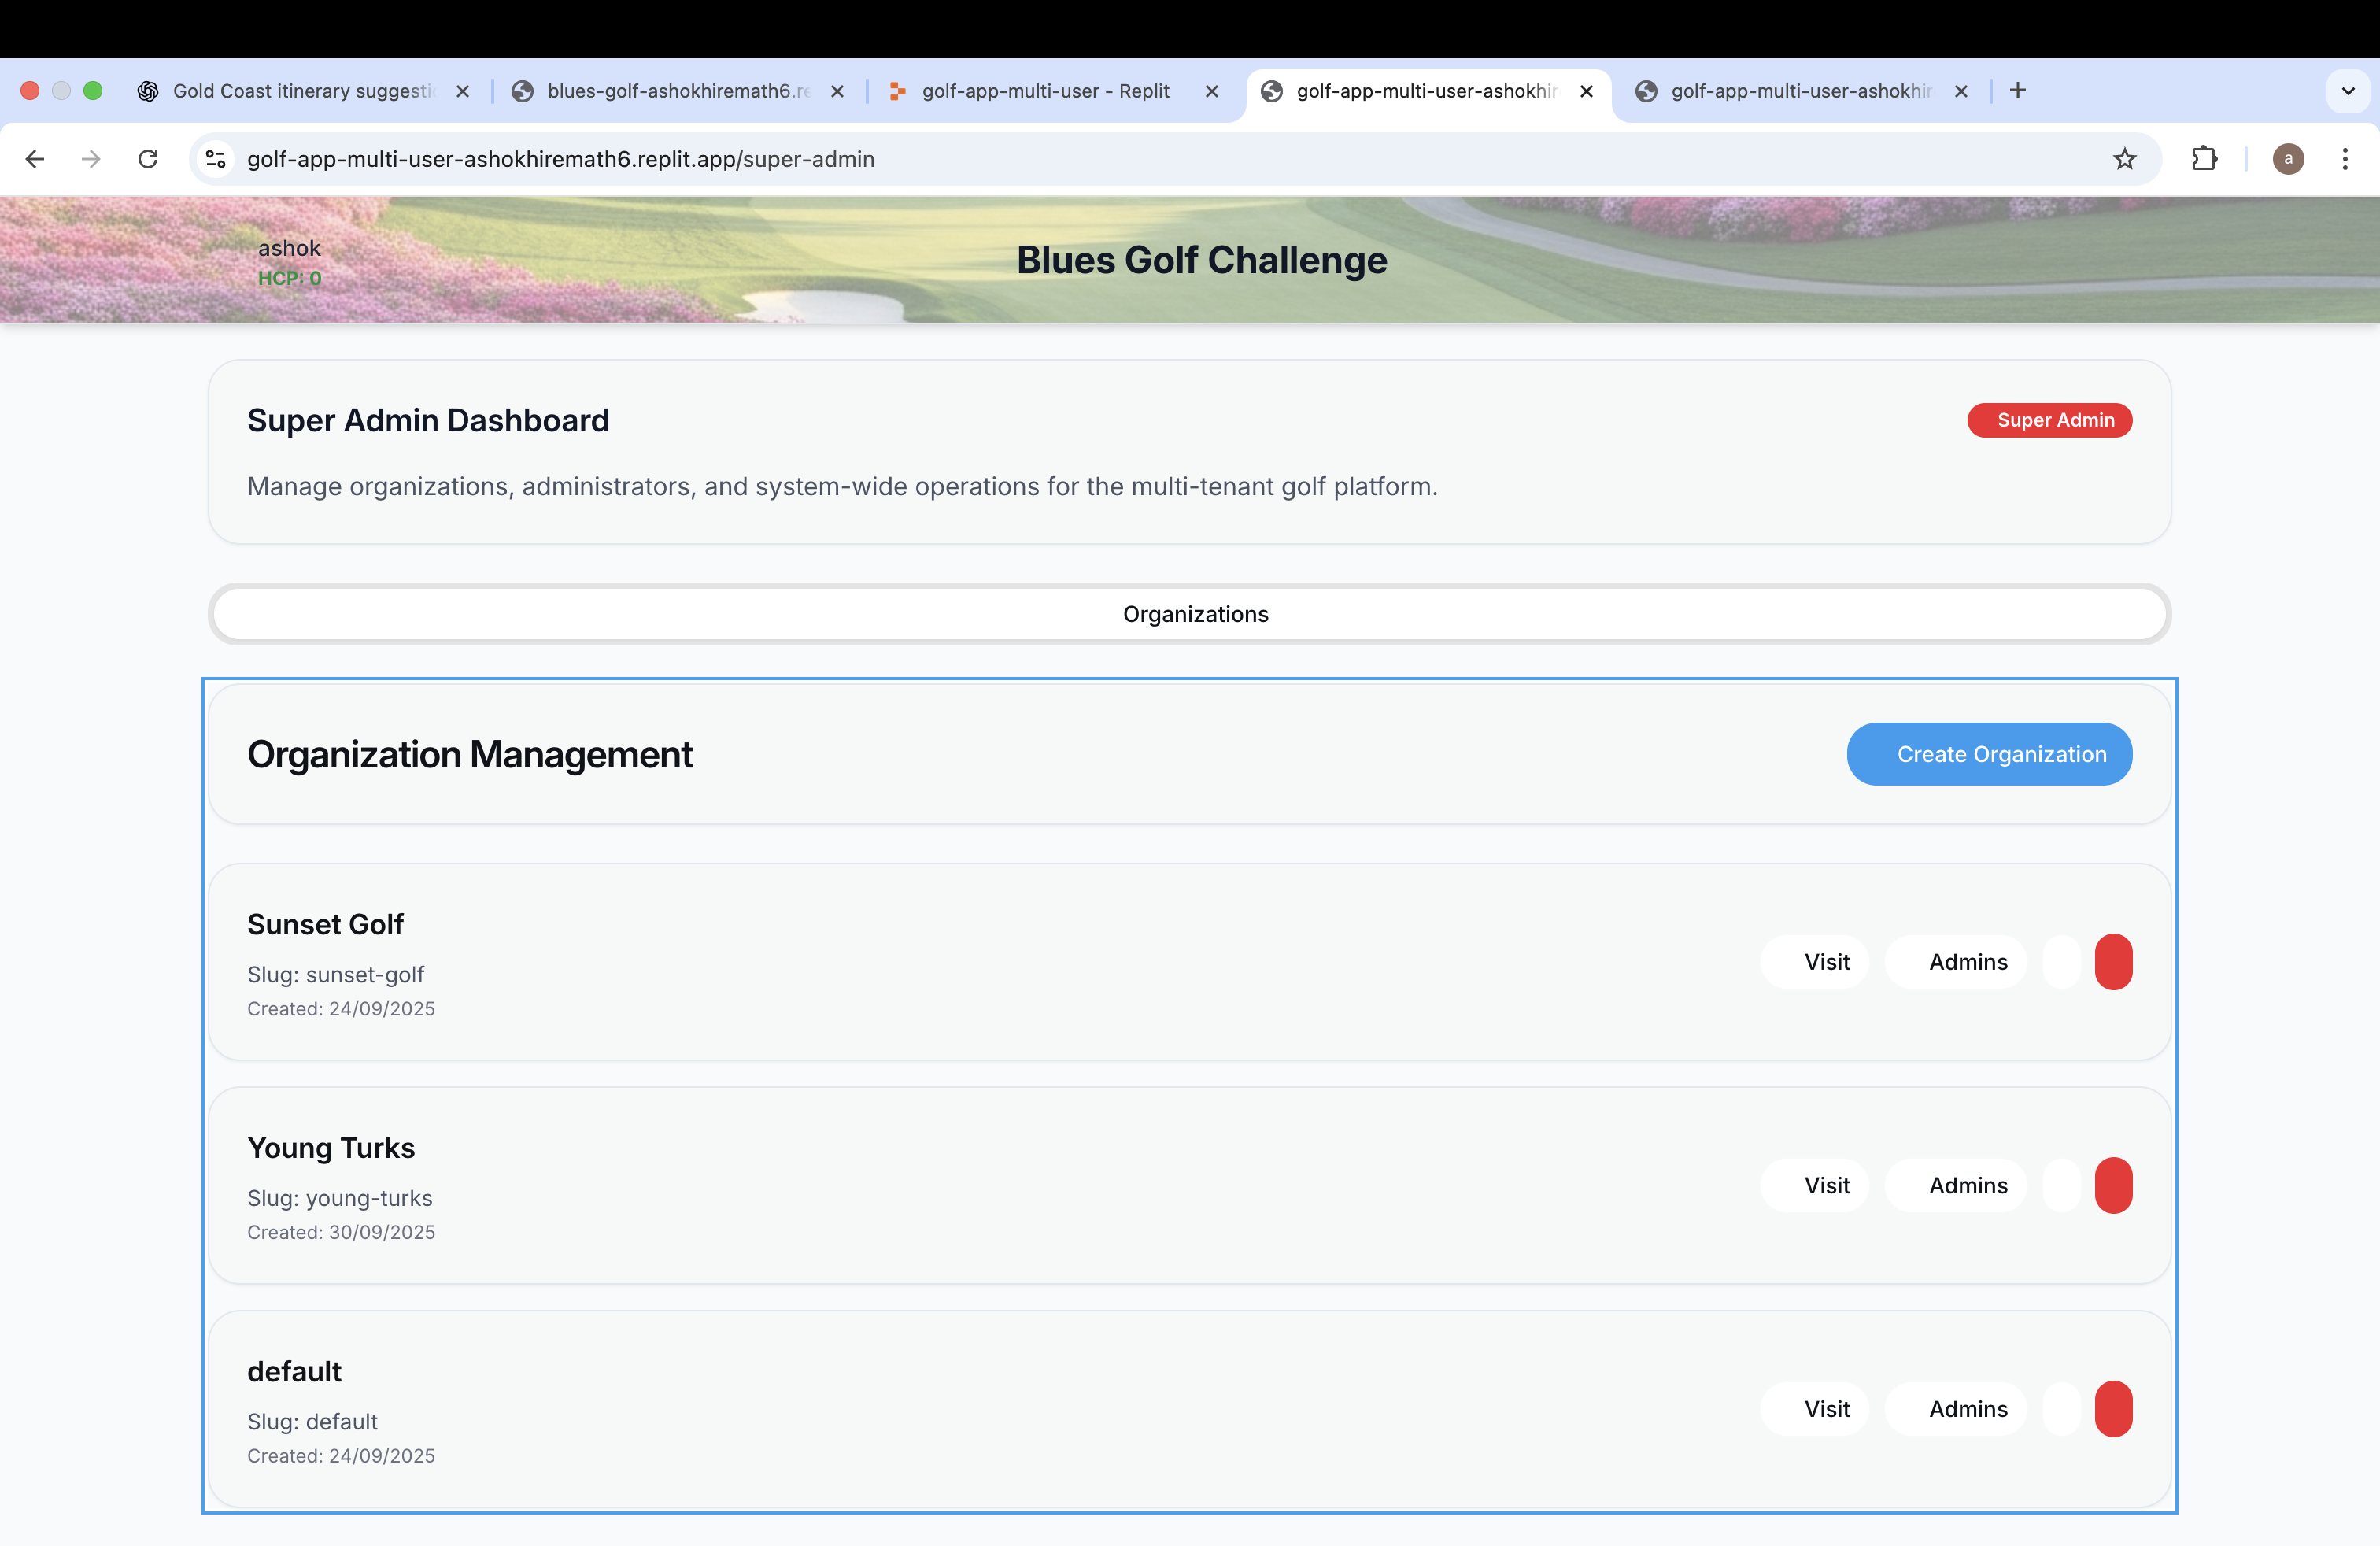 Gold Coast itinerary suggesti
blues-golf-ashokhiremath6.re
golf-app-multi-user - Replit
golf-app-multi-user-ashokhir
golf-app-multi-user-ashokhir
golf-app-multi-user-ashokhiremath6.replit.app/super-admin
a
ashok
HCP: 0
Blues Golf Challenge
Super Admin Dashboard
Super Admin
Manage organizations, administrators, and system-wide operations for the multi-tenant golf platform.
Organizations
Organization Management
Create Organization
Sunset Golf
Slug: sunset-golf
Created: 24/09/2025
Visit
Admins
Young Turks
Slug: young-turks
Created: 30/09/2025
Visit
Admins
default
Slug: default
Created: 24/09/2025
Visit
Admins